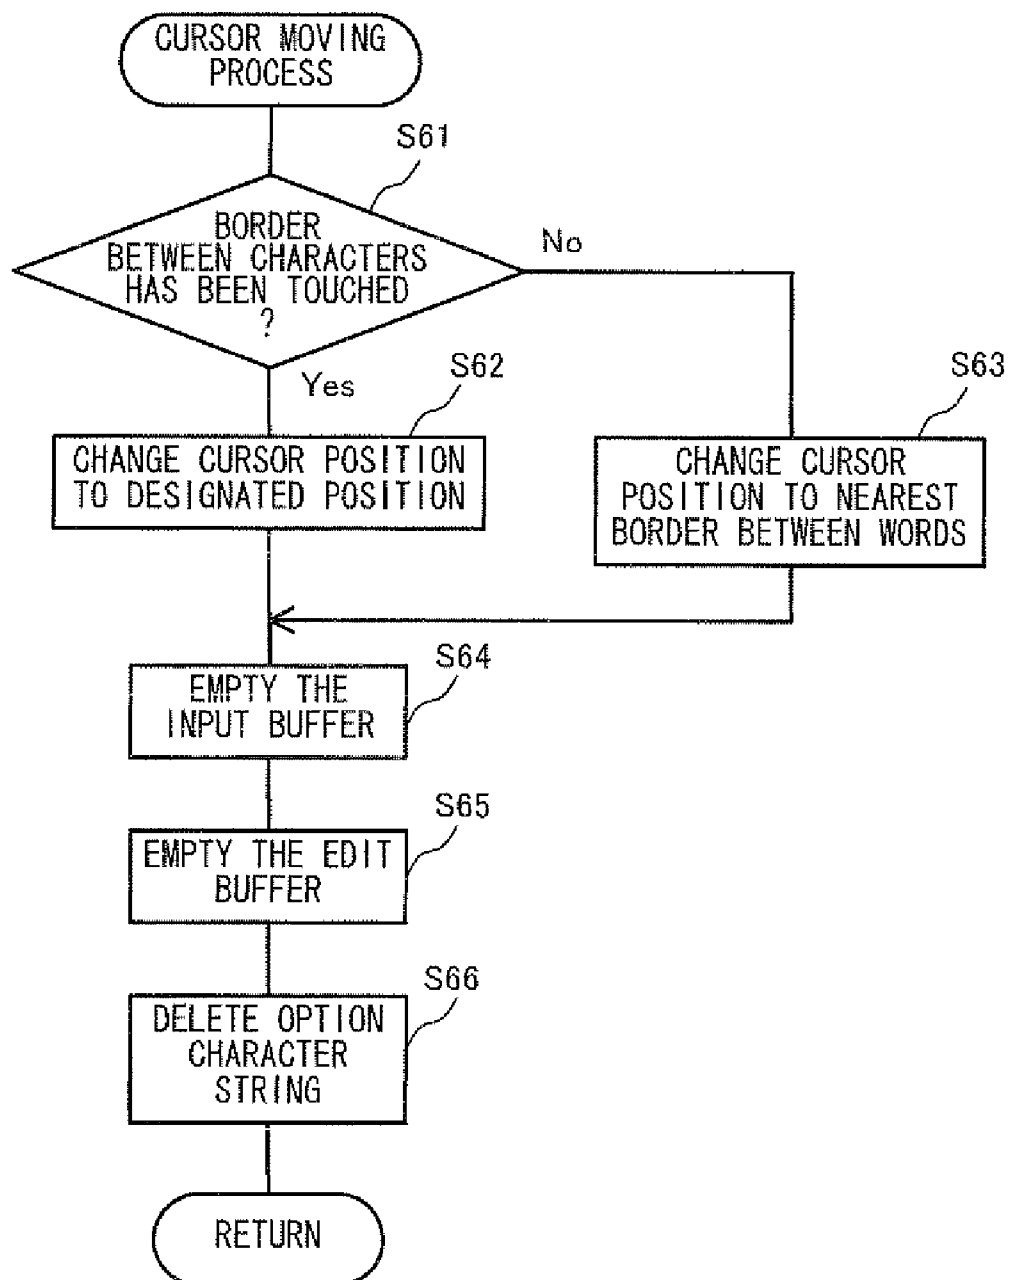 CURSOR MOVING
PROCESS
S61
BORDER
BETWEEN CHARACTERS
HAS BEEN TOUCHED
?
No
Yes
S62
CHANGE CURSOR POSITION
TO DESIGNATED POSITION
S63
CHANGE CURSOR
POSITION TO NEAREST
BORDER BETWEEN WORDS
S64
EMPTY THE
INPUT BUFFER
S65
EMPTY THE EDIT
BUFFER
S66
DELETE OPTION
CHARACTER
STRING
RETURN